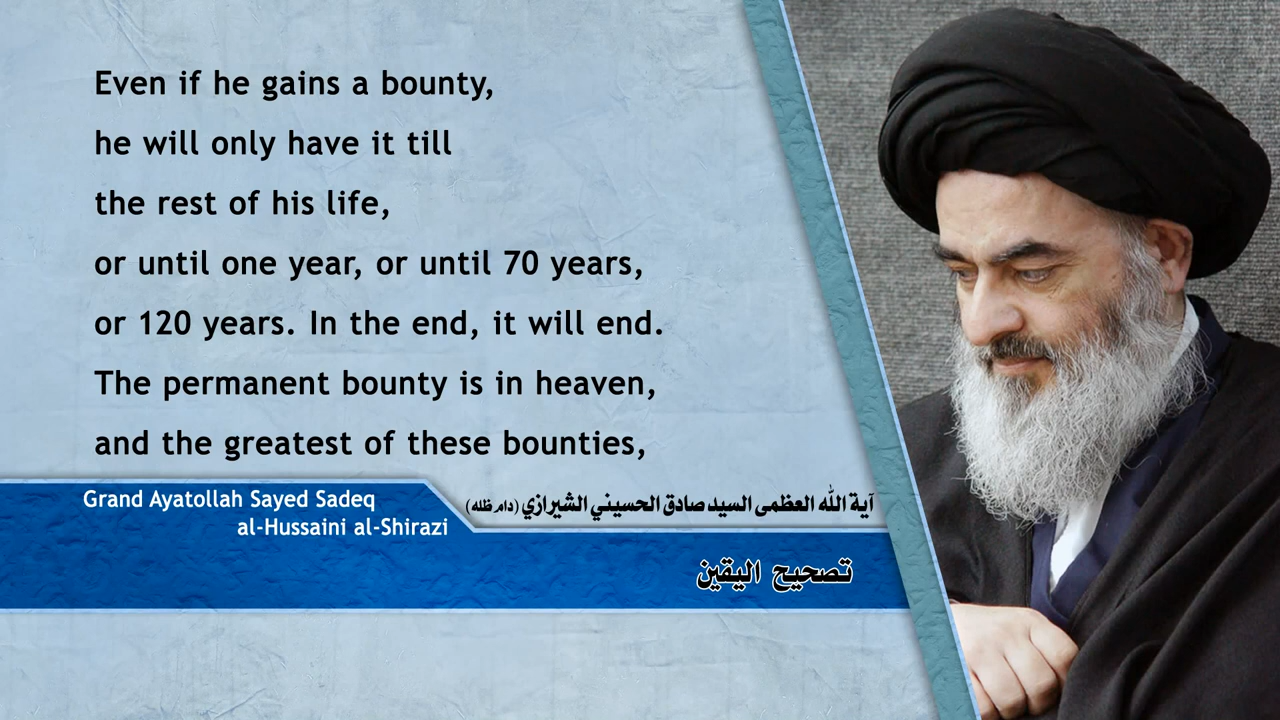 Even if he gains a bounty,
he will only have it till
the rest of his life,
or until one year, or until 70 years,
or 120 years. In the end, it will end.
The permanent bounty is in heaven,
and the greatest of these bounties,
Grand Ayatollah Sayed Sadeq
al-Hussaini al-Shirazi
آية الله العظمى السيد صادق الحسيني الشيرازي (دام ظله)
تصحيح اليقين